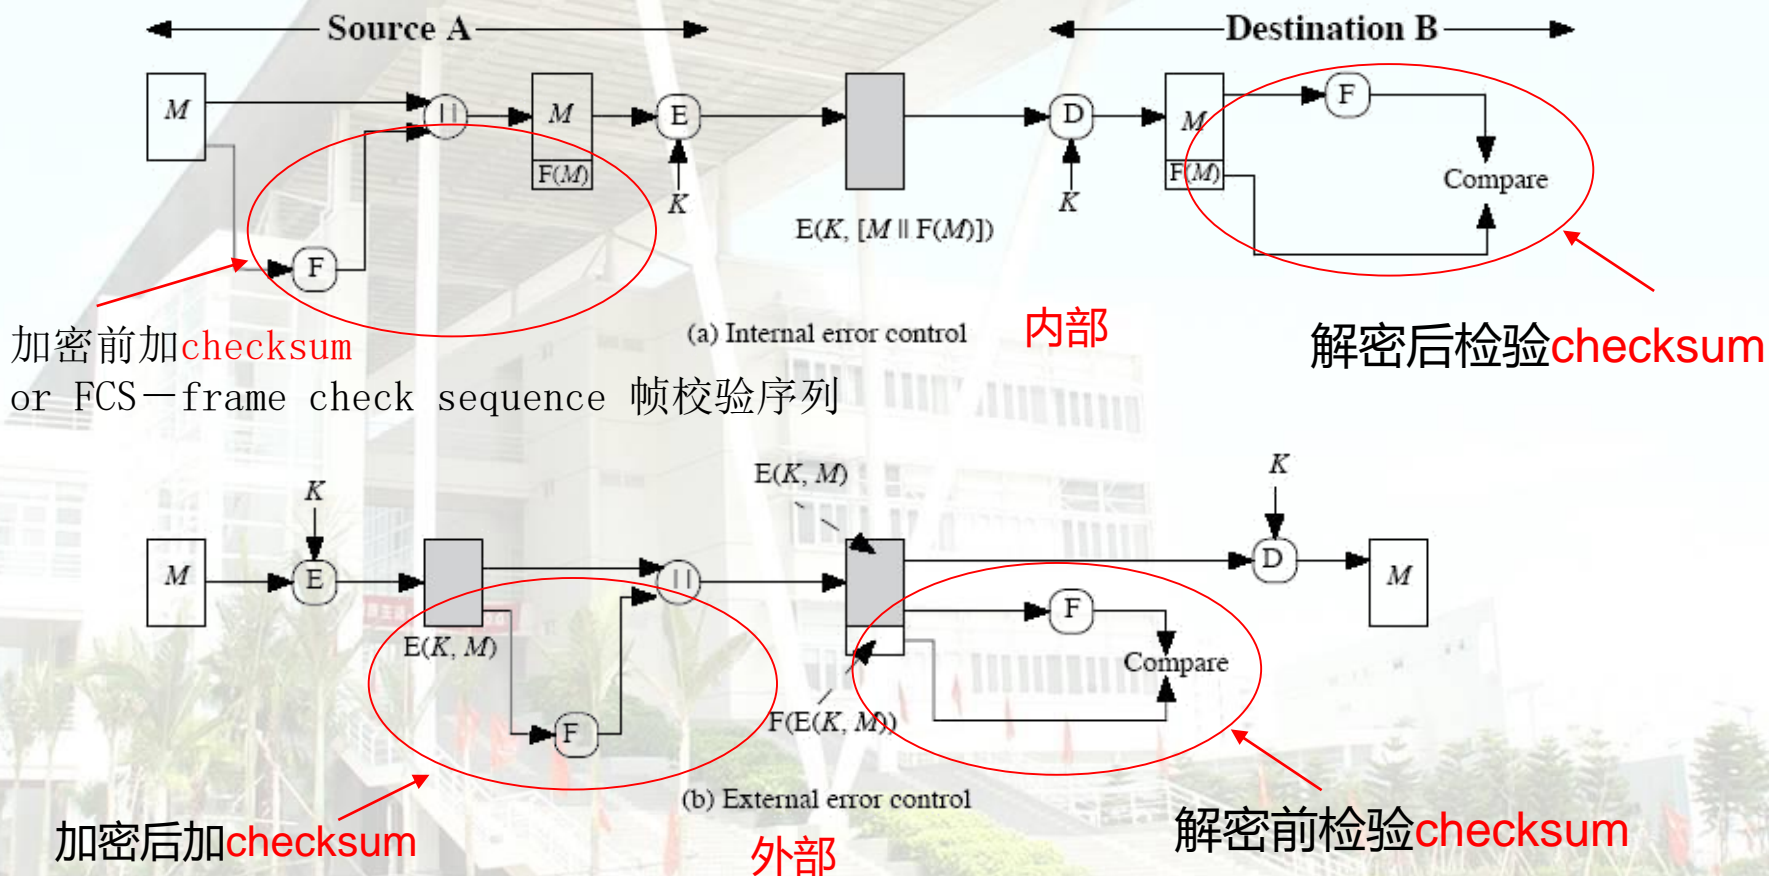 Source A
Destination B
M
||
M
F(M)
E
K
E(K, [M || F(M)])
D
K
M
F(M)
F
Compare
F
(a) Internal error control
内部
加密前加checksum
or FCS－frame check sequence 帧校验序列
解密后检验checksum
M
K
E
E(K, M)
F
||
E(K, M)
F(E(K, M))
F
Compare
K
D
M
(b) External error control
外部
加密后加checksum
解密前检验checksum